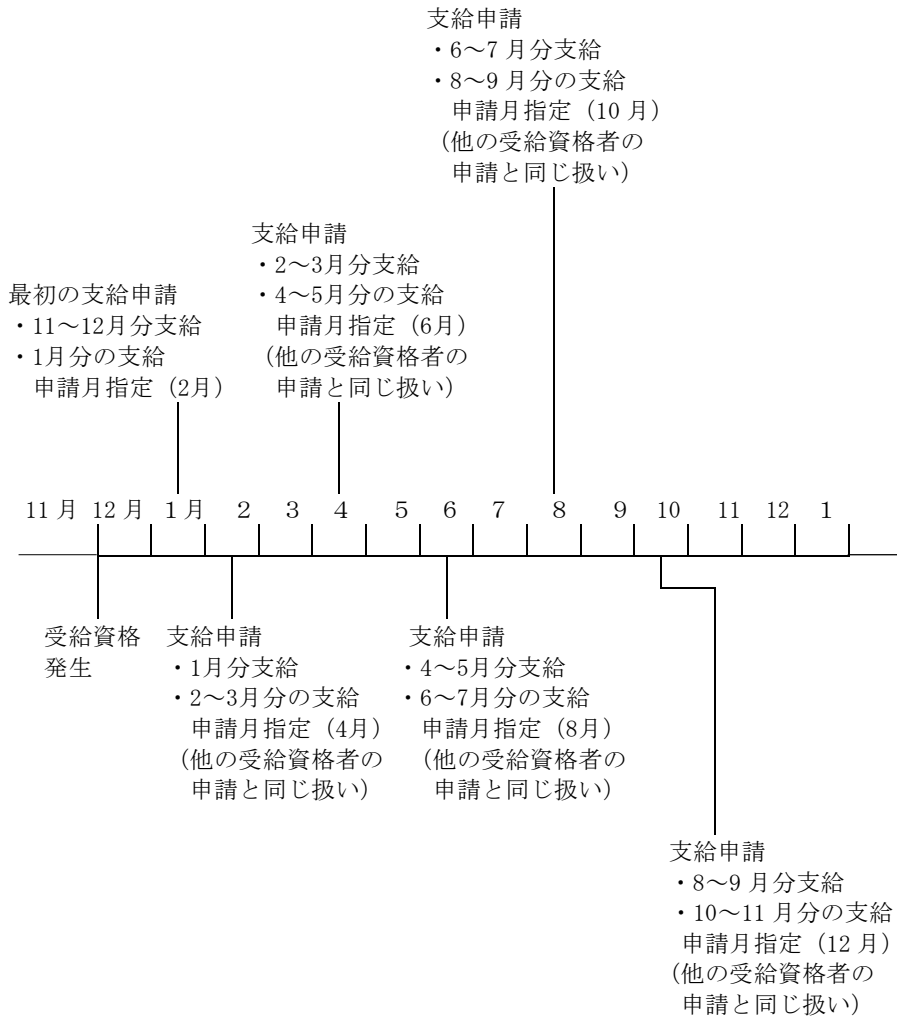 支給申請
・6～7 月分支給
・8～9 月分の支給
申請月指定（10 月）
（他の受給資格者の
申請と同じ扱い）
支給申請
・2～3月分支給
・4～5月分の支給
申請月指定（6月）
（他の受給資格者の
申請と同じ扱い）
最初の支給申請
・11～12月分支給
・1月分の支給
申請月指定（2月）
11 月 12 月 1 月 2 3 4 5 6 7 8 9 10 11 12 1
受給資格
発生
支給申請
・1月分支給
・2～3月分の支給
申請月指定（4月）
（他の受給資格者の
申請と同じ扱い）
支給申請
・4～5月分支給
・6～7月分の支給
申請月指定（8月）
（他の受給資格者の
申請と同じ扱い）
支給申請
・8～9 月分支給
・10～11 月分の支給
申請月指定（12 月）
（他の受給資格者の
申請と同じ扱い）